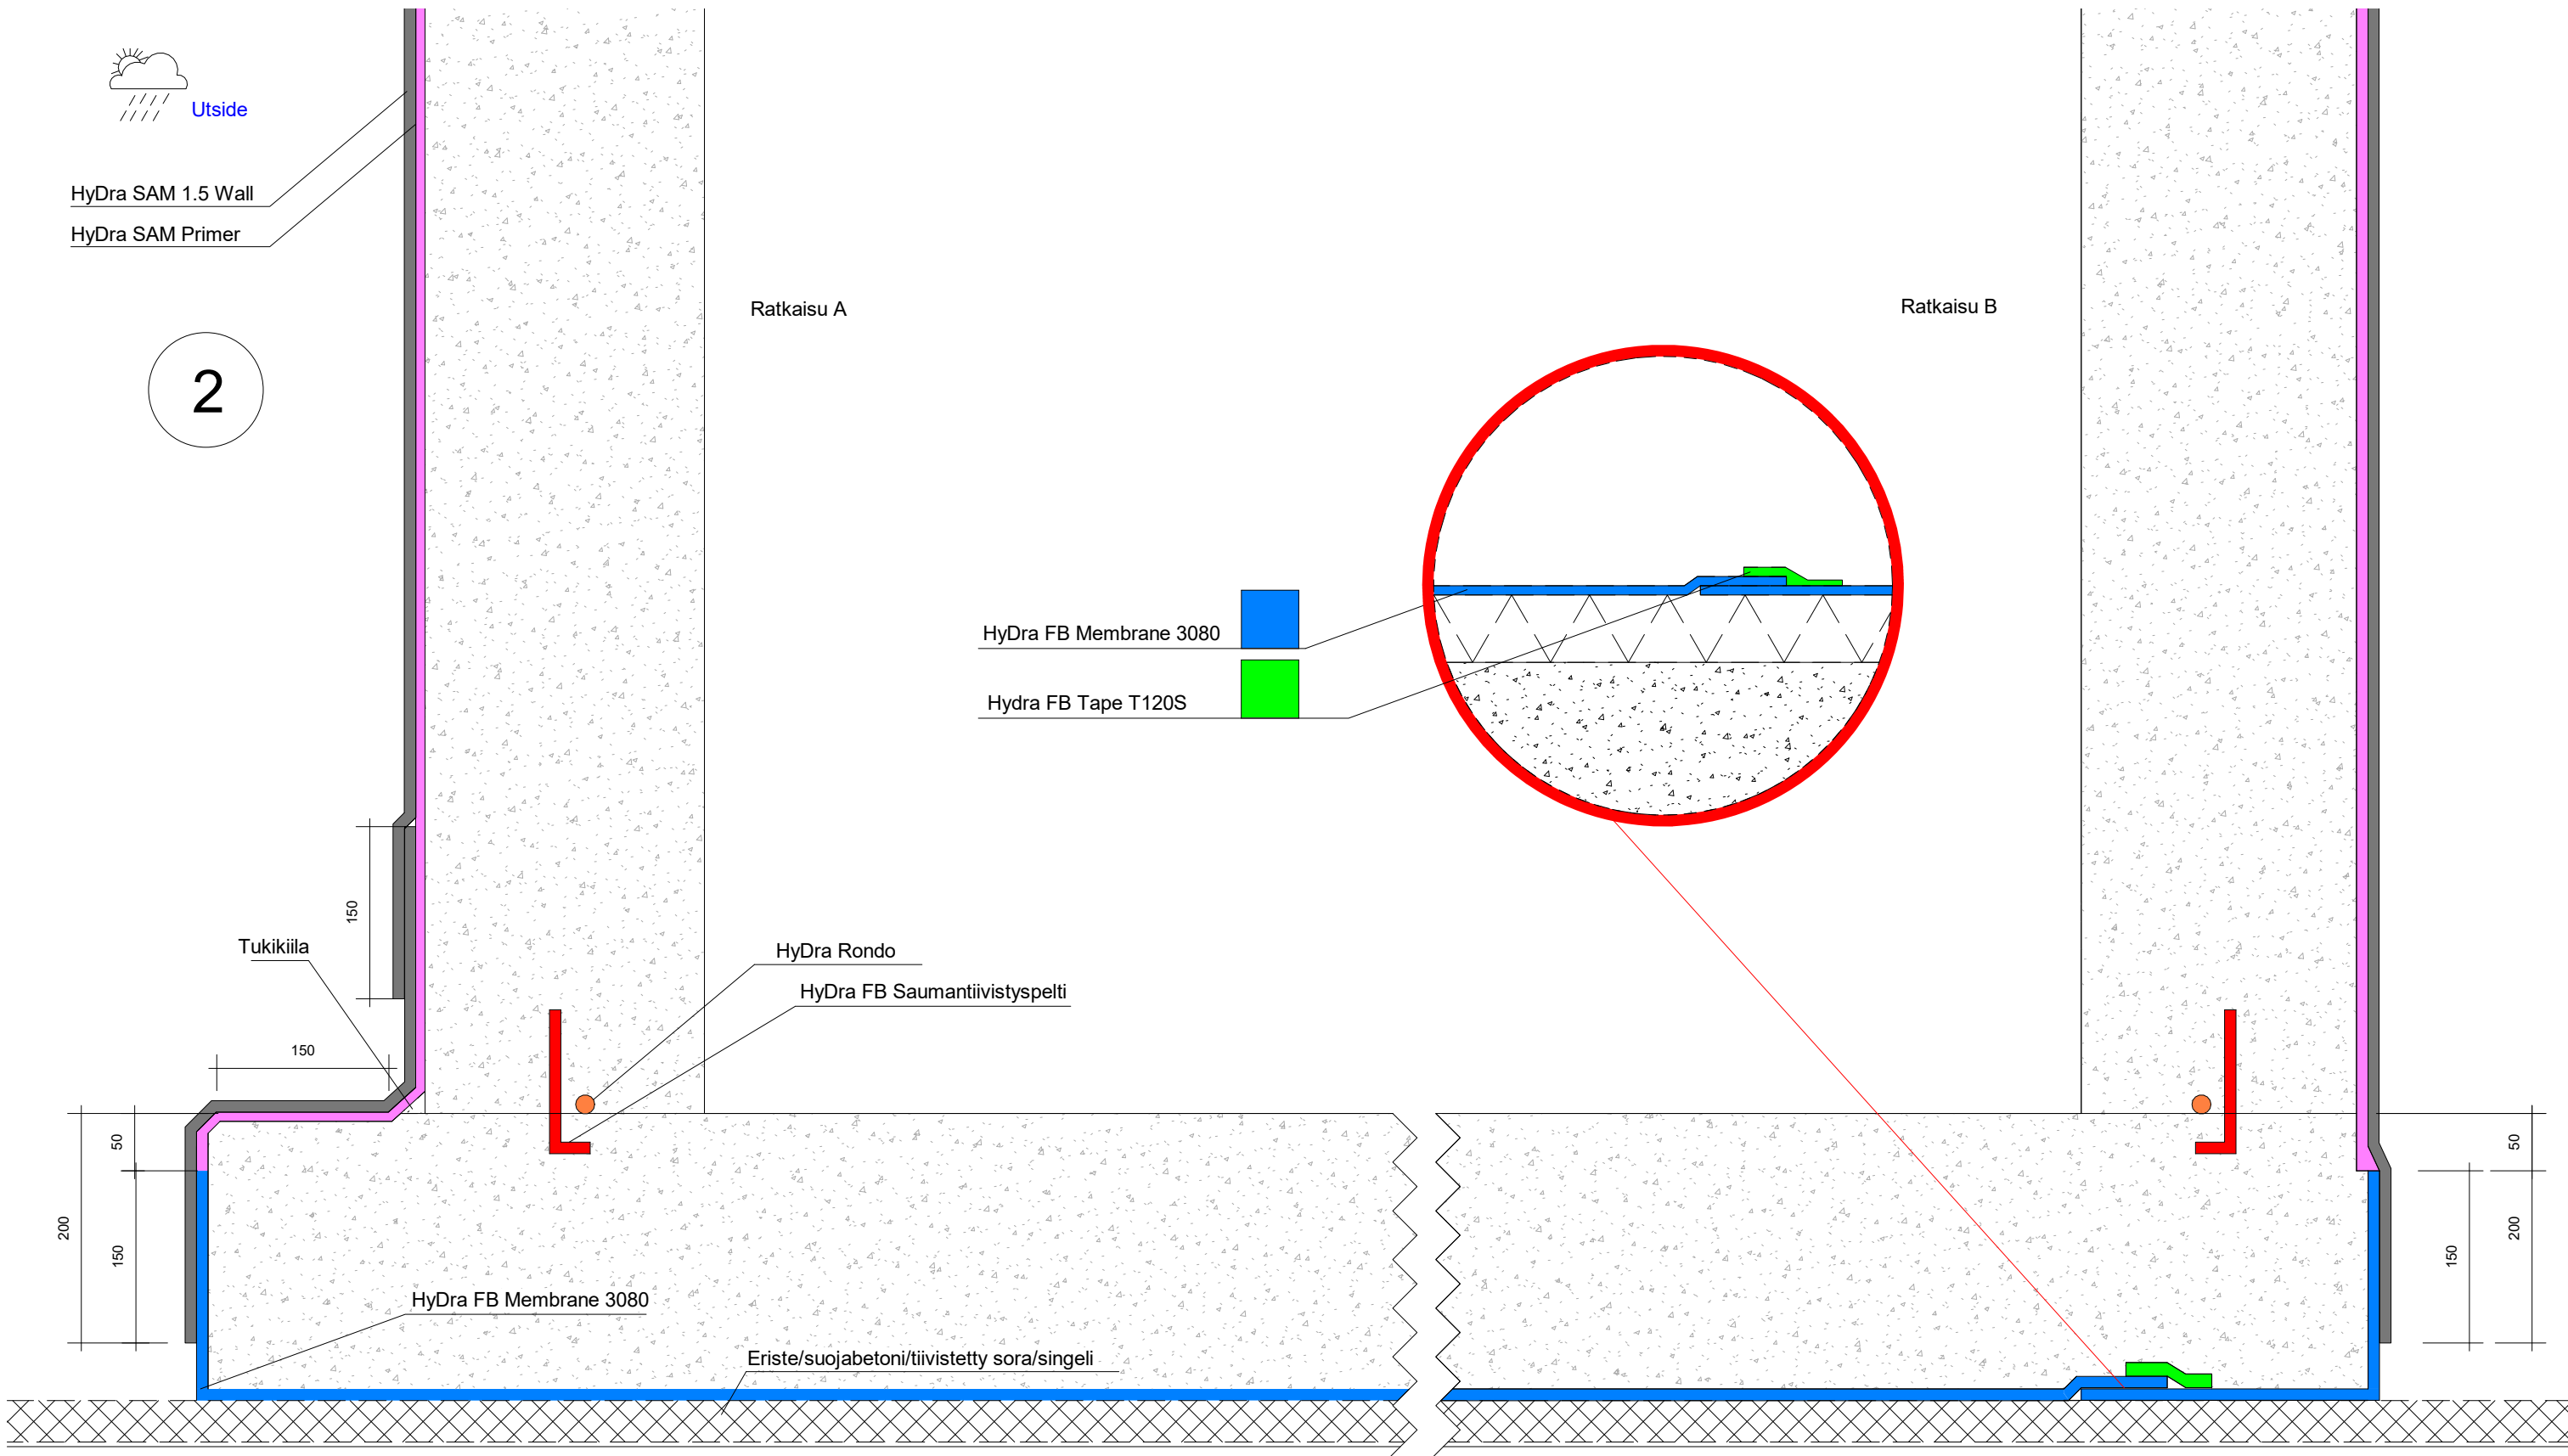 Utside
HyDra SAM 1.5 Wall
HyDra SAM Primer
2
Ratkaisu A
Ratkaisu B
HyDra FB Membrane 3080
Hydra FB Tape T120S
150
Tukikiila
HyDra Rondo
HyDra FB Saumantiivistyspelti
150
50
200
150
50
200
150
HyDra FB Membrane 3080
Eriste/suojabetoni/tiivistetty sora/singeli